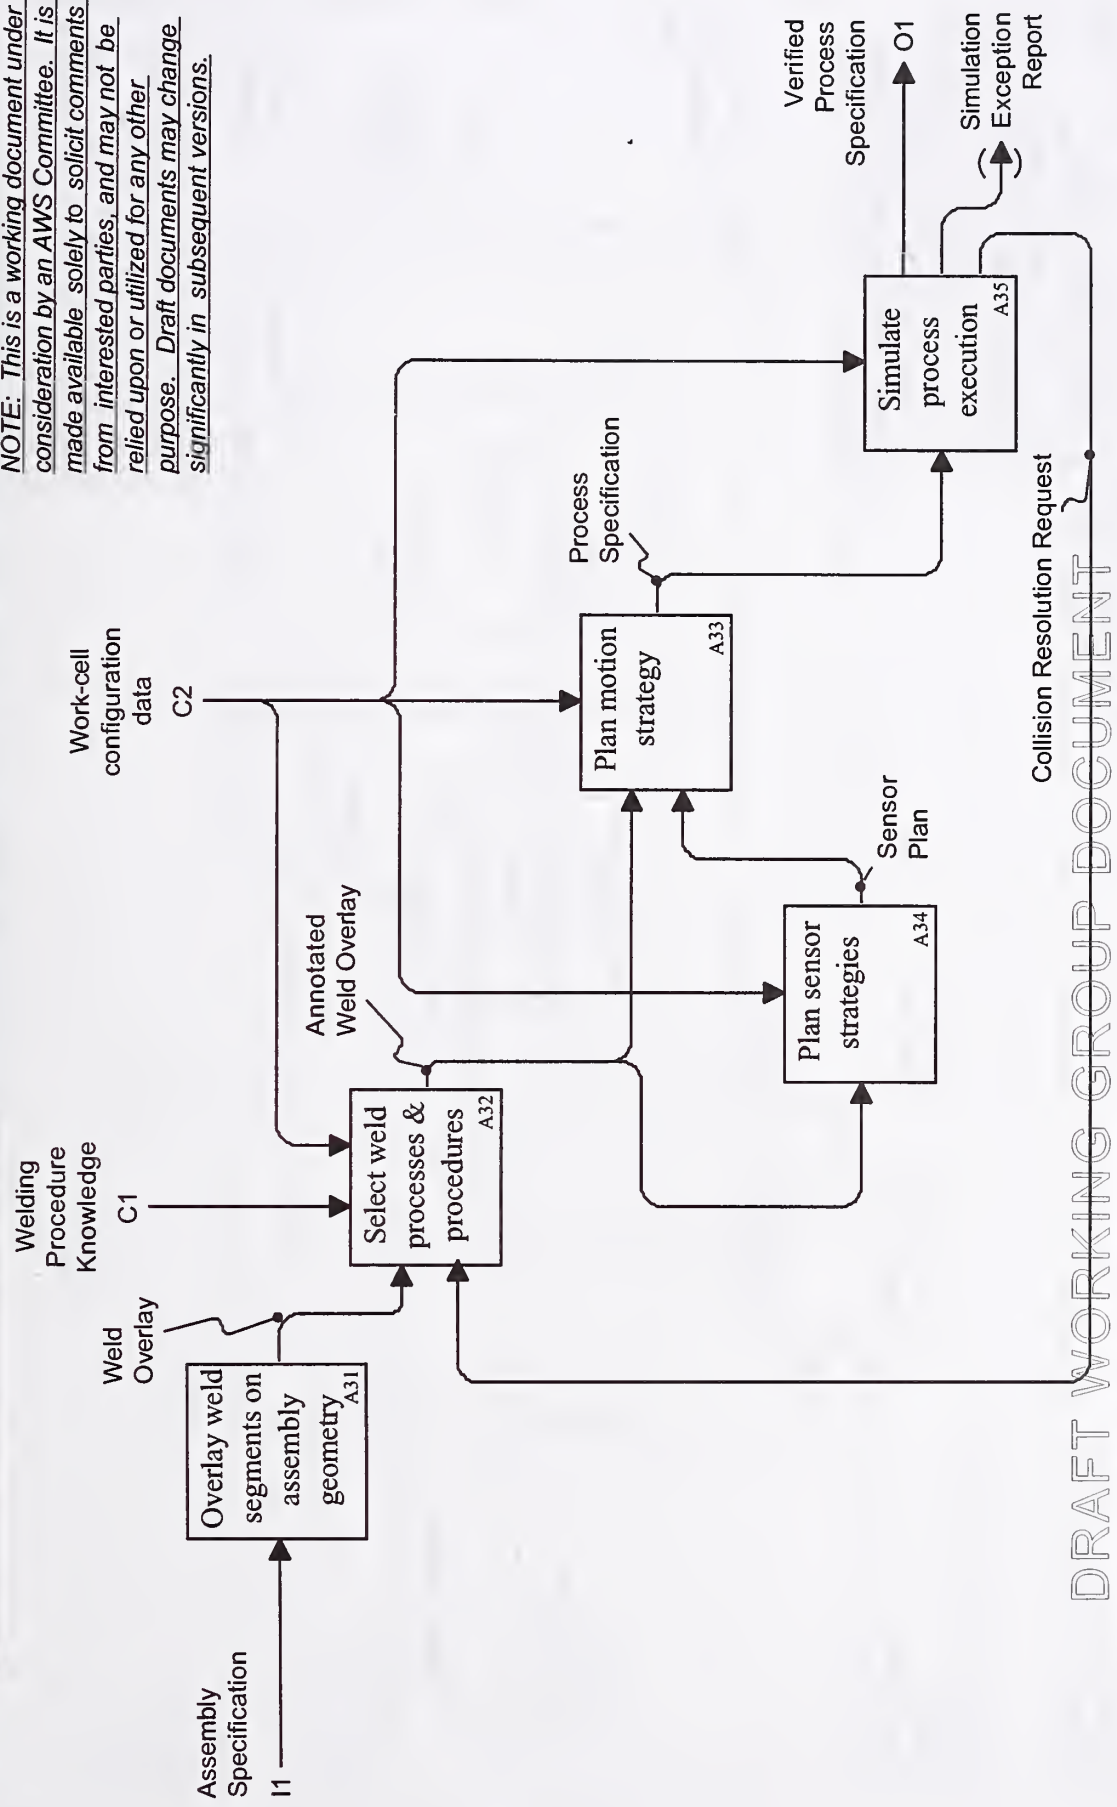 NOTE: This is a working document under
consideration by an AWS Committee. It is
made available solely to solicit comments
from interested parties, and may not be
relied upon or utilized for any other
purpose. Draft documents may change
significantly in subsequent versions.
Work-cell
configuration
data
C2
Welding
Procedure
Knowledge
C1
Weld
Overlay
Assembly
Specification
I1
Overlay weld
segments on
assembly
geometry
A31
Select weld
processes &
procedures
A32
Annotated
Weld Overlay
Plan motion
strategy
A33
Process
Specification
Plan sensor
strategies
A34
Sensor
Plan
Simulate
process
execution
A35
Verified
Process
Specification
O1
Simulation
Exception
Report
Collision Resolution Request
DRAFT WORKING GROUP DOCUMENT